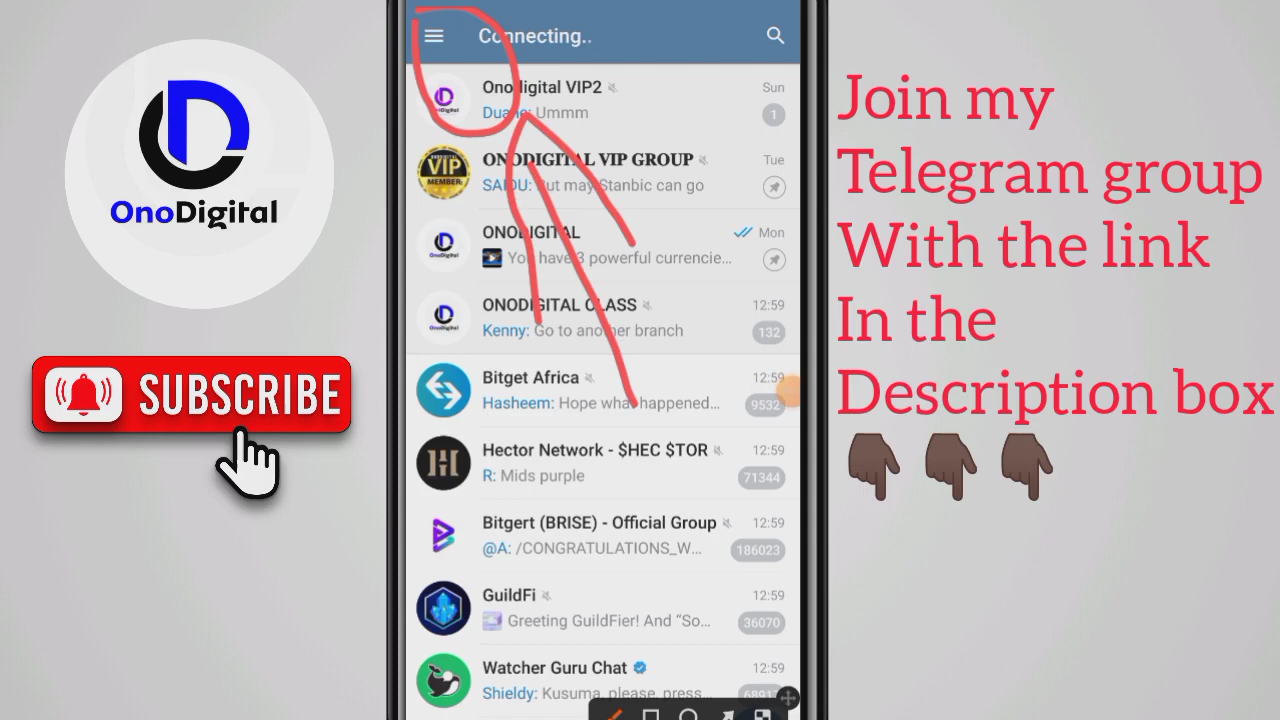 OnoDigital
SUBSCRIBE
Connecting..
Onodigital VIP2
Sun
Duane: Ummm
1
VIP
MEMBER
ONODIGITAL VIP GROUP
Tue
SAIDU: But may Stanbic can go
ONODIGITAL
Mon
You have 3 powerful currencie...
ONODIGITAL CLASS
12:59
Kenny: Go to another branch
132
Bitget Africa
12:59
Hasheem: Hope what happened...
9532
Hector Network - $HEC $TOR
12:59
R: Mids purple
71344
Bitgert (BRISE) - Official Group
12:59
@A: /CONGRATULATIONS_W...
186023
GuildFi
12:59
Greeting GuildFier! And “So...
36070
Watcher Guru Chat
12:59
Shieldy: Kusuma, please, press...
Join my
Telegram group
With the link
In the
Description box